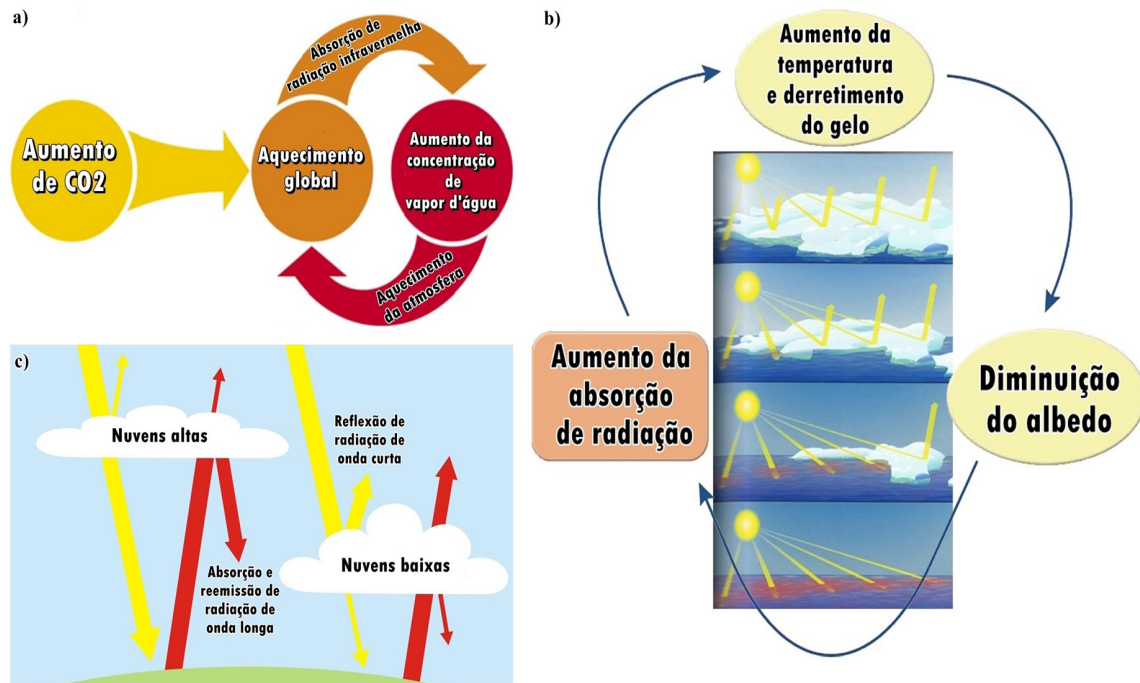 a)
Aumento
de CO2
Absorção de
radiação infravermelha
Aquecimento
global
Aumento da
concentração
de
vapor d'água
Aquecimento
da atmosfera
b)
Aumento da
temperatura
e derretimento
do gelo
Diminuição
do albedo
Aumento da
absorção
de radiação
c)
Nuvens altas
Reflexão de
radiação de
onda curta
Nuvens baixas
Absorção e
reemissão de
radiação de
onda longa